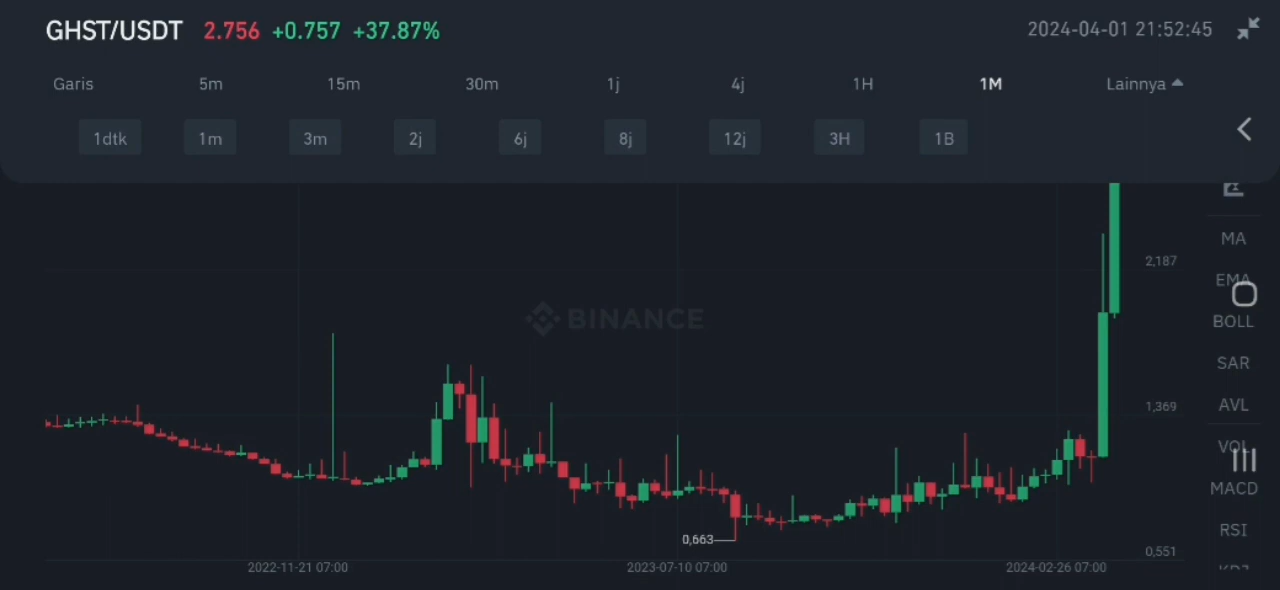 GHST/USDT 2.756 +0.757 +37.87% 2024-04-01 21:52:45
Garis 5m 15m 30m 1j 4j 1H 1M Lainnya
1dtk 1m 3m 2j 6j 8j 12j 3H 1B
MA
2,187
EMA
BINANCE
BOLL
SAR
AVL
1,369
VOL
MACD
RSI
0,663
0,551
2022-11-21 07:00 2023-07-10 07:00 2024-02-26 07:00